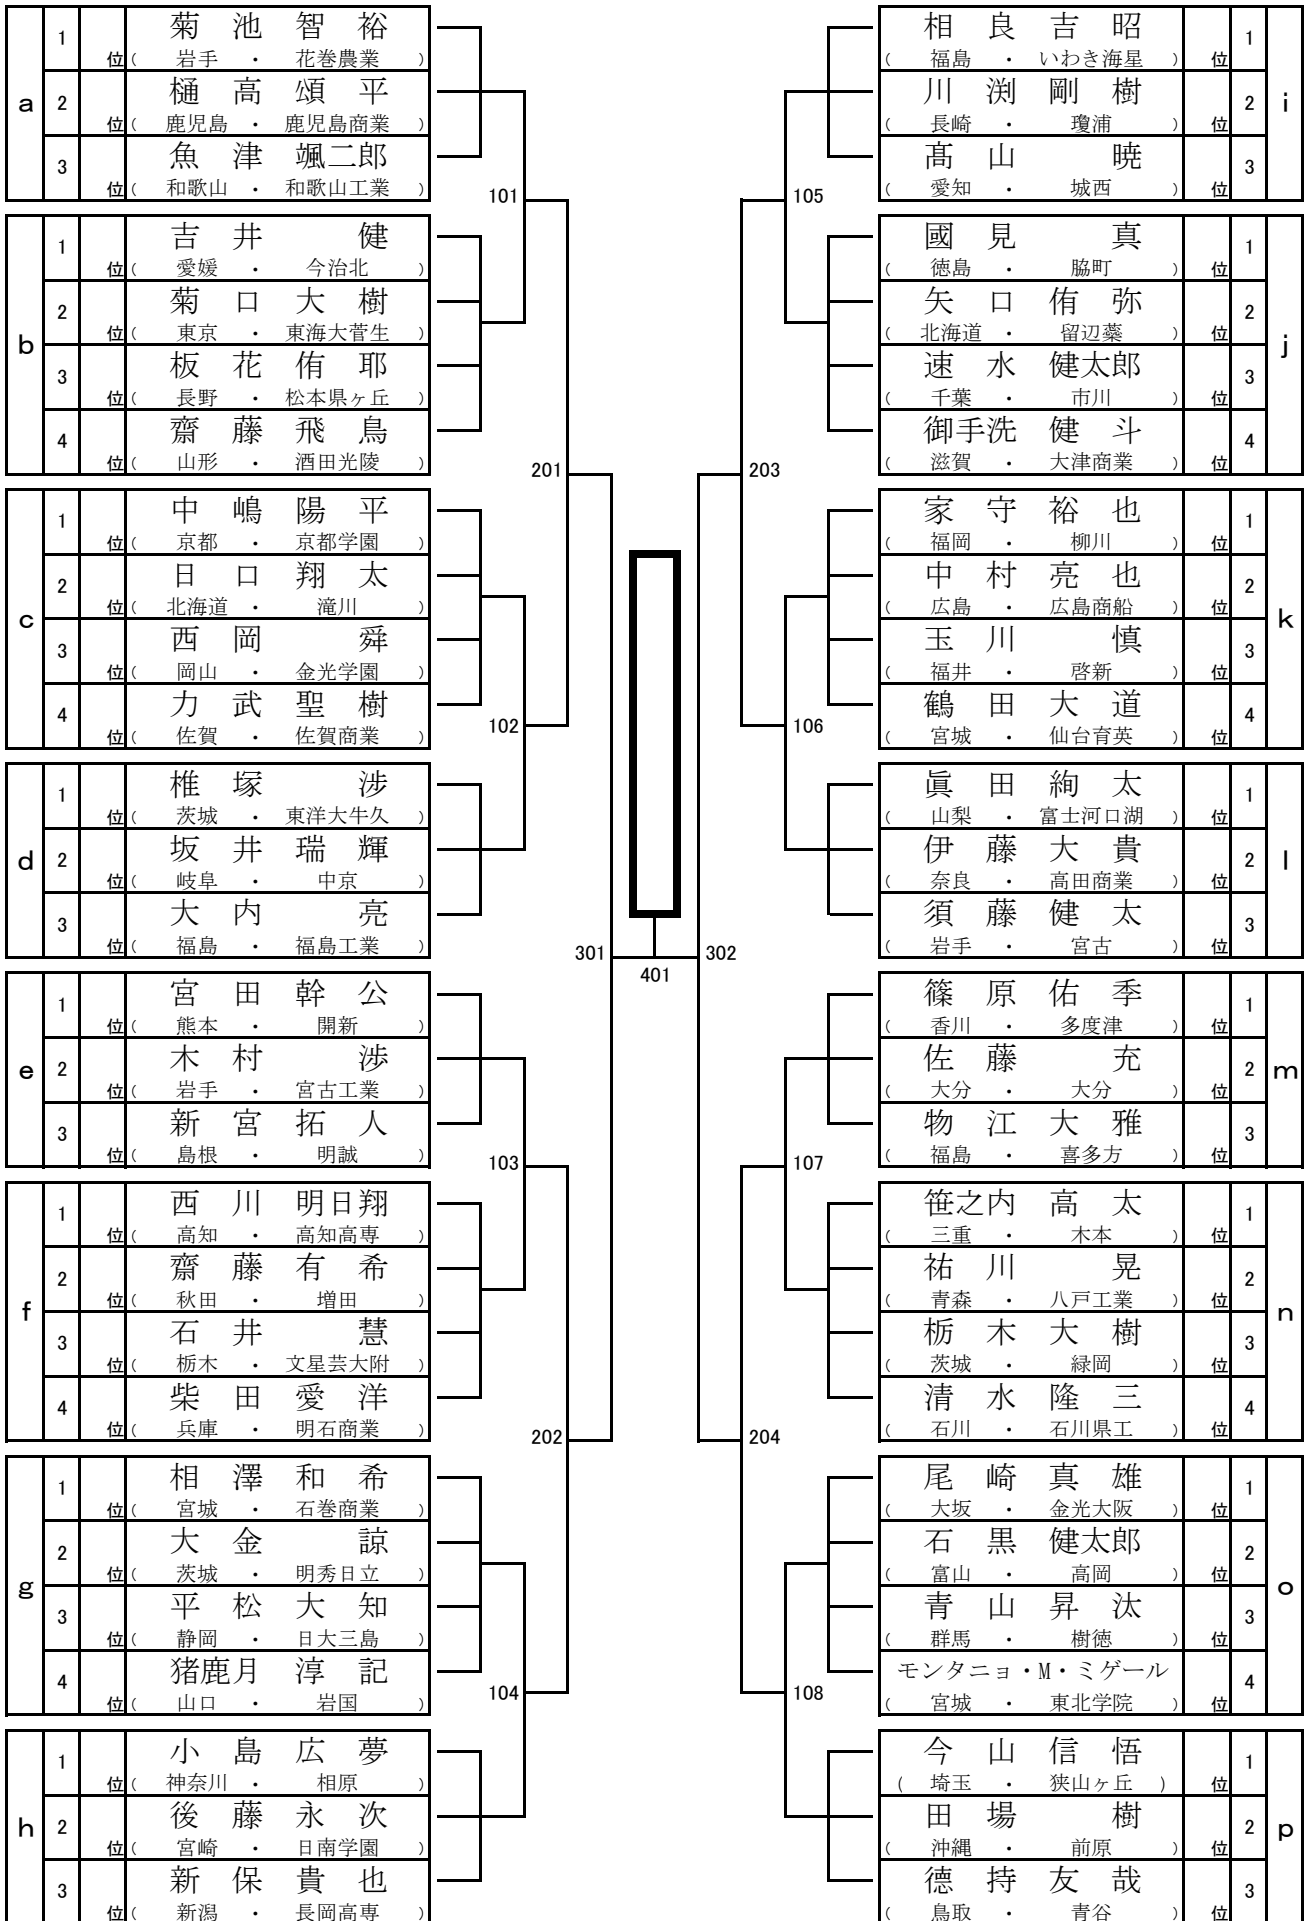 a
1
菊池智裕
位(岩手・花巻農業)
2
樋高頌平
位(鹿児島・鹿児島商業)
3
魚津颯二郎
位(和歌山・和歌山工業)
101
b
1
吉井健
位(愛媛・今治北)
2
菊口大樹
位(東京・東海大菅生)
3
板花侑耶
位(長野・松本県ヶ丘)
4
齋藤飛鳥
位(山形・酒田光陵)
201
c
1
中嶋陽平
位(京都・京都学園)
2
日口翔太
位(北海道・滝川)
3
西岡舜
位(岡山・金光学園)
4
力武聖樹
位(佐賀・佐賀商業)
102
d
1
椎塚渉
位(茨城・東洋大牛久)
2
坂井瑞輝
位(岐阜・中京)
3
大内亮
位(福島・福島工業)
301
401
302
e
1
宮田幹公
位(熊本・開新)
2
木村渉
位(岩手・宮古工業)
3
新宮拓人
位(島根・明誠)
103
f
1
西川明日翔
位(高知・高知高専)
2
齋藤有希
位(秋田・増田)
3
石井慧
位(栃木・文星芸大附)
4
柴田愛洋
位(兵庫・明石商業)
202
g
1
相澤和希
位(宮城・石巻商業)
2
大金諒
位(茨城・明秀日立)
3
平松大知
位(静岡・日大三島)
4
猪鹿月淳記
位(山口・岩国)
104
h
1
小島広夢
位(神奈川・相原)
2
後藤永次
位(宮崎・日南学園)
3
新保貴也
位(新潟・長岡高専)
i
相良吉昭
1
(福島・いわき海星)位
川渕剛樹
2
(長崎・瓊浦)位
髙山暁
3
(愛知・城西)位
105
j
國見真
1
(徳島・脇町)位
矢口侑弥
2
(北海道・留辺蘂)位
速水健太郎
3
(千葉・市川)位
御手洗健斗
4
(滋賀・大津商業)位
203
k
家守裕也
1
(福岡・柳川)位
中村亮也
2
(広島・広島商船)位
玉川慎
3
(福井・啓新)位
鶴田大道
4
(宮城・仙台育英)位
106
l
眞田絢太
1
(山梨・富士河口湖)位
伊藤大貴
2
(奈良・高田商業)位
須藤健太
3
(岩手・宮古)位
m
篠原佑季
1
(香川・多度津)位
佐藤充
2
(大分・大分)位
物江大雅
3
(福島・喜多方)位
107
n
笹之内高太
1
(三重・木本)位
祐川晃
2
(青森・八戸工業)位
栃木大樹
3
(茨城・緑岡)位
清水隆三
4
(石川・石川県工)位
204
o
尾崎真雄
1
(大坂・金光大阪)位
石黒健太郎
2
(富山・高岡)位
青山昇汰
3
(群馬・樹徳)位
モンタニョ・M・ミゲール
4
(宮城・東北学院)位
108
p
今山信悟
1
(埼玉・狭山ヶ丘)位
田場樹
2
(沖縄・前原)位
德持友哉
3
(鳥取・青谷)位